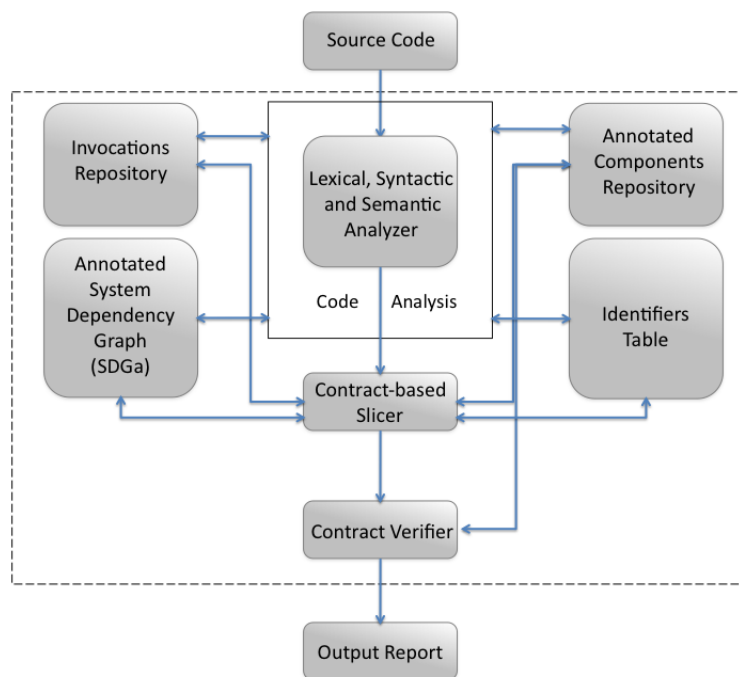 Source Code
Invocations
Repository
Lexical, Syntactic
and Semantic
Analyzer
Annotated
Components
Repository
Annotated
System
Dependency
Graph
(SDGa)
Code Analysis
Identifiers
Table
Contract-based
Slicer
Contract Verifier
Output Report